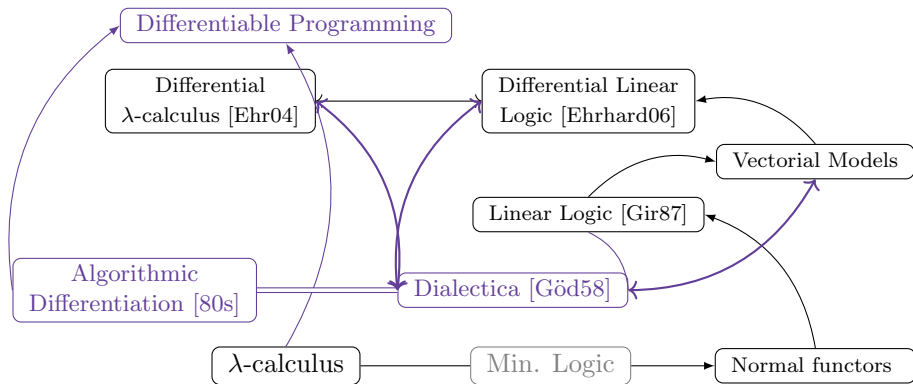 Differentiable Programming
Differential
λ-calculus [Ehr04]
Differential Linear
Logic [Ehrhard06]
Vectorial Models
Linear Logic [Gir87]
Algorithmic
Differentiation [80s]
Dialectica [Göd58]
λ-calculus
Min. Logic
Normal functors